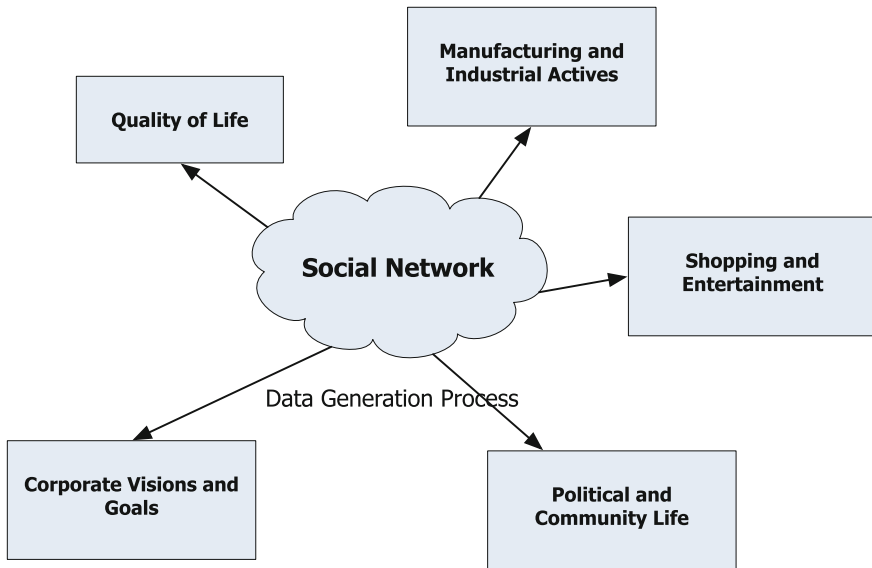 Manufacturing and
Industrial Actives
Quality of Life
Social Network
Shopping and
Entertainment
Data Generation Process
Corporate Visions and
Goals
Political and
Community Life